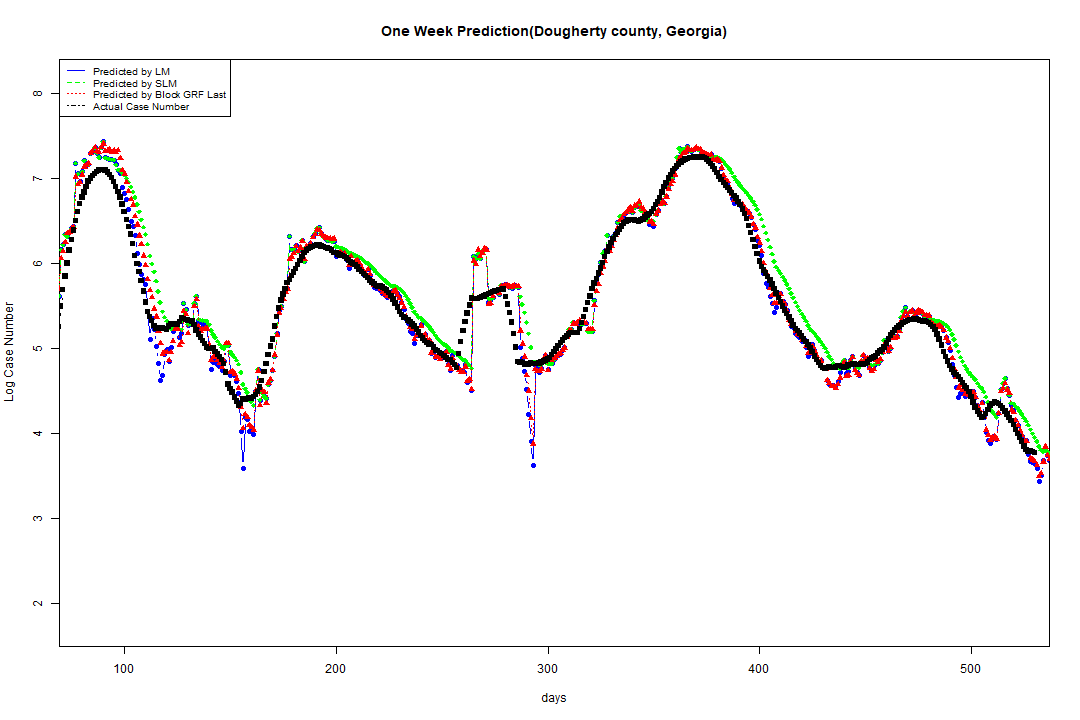 One Week Prediction(Dougherty county, Georgia)
Predicted by LM
Predicted by SLM
Predicted by Block GRF Last
Actual Case Number
8
7
6
5
4
3
2
Log Case Number
100 200 300 400 500
days